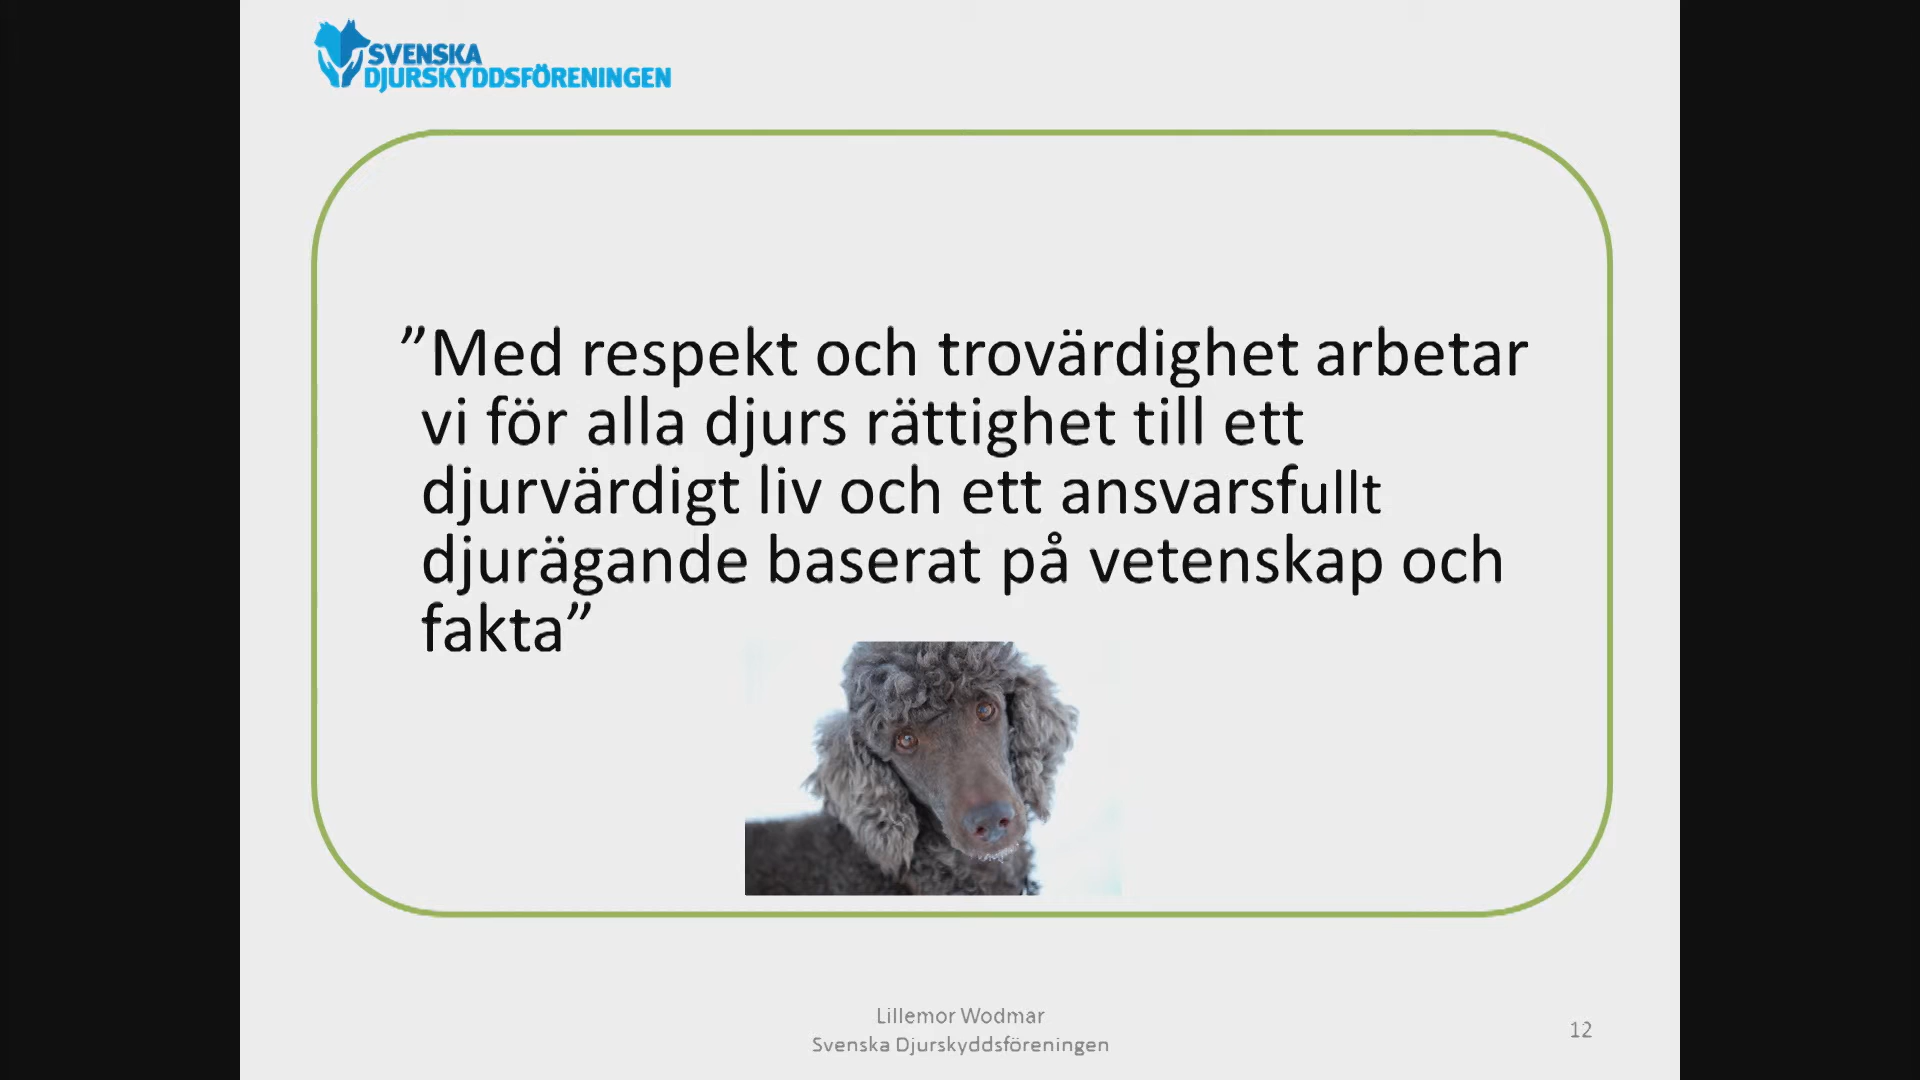 SVENSKA
DJURSKYDDSFÖRENINGEN
”Med respekt och trovärdighet arbetar
vi för alla djurs rättighet till ett
djurvärdigt liv och ett ansvarsfullt
djurägande baserat på vetenskap och
fakta”
Lillemor Wodmar
Svenska Djurskyddsföreningen
12